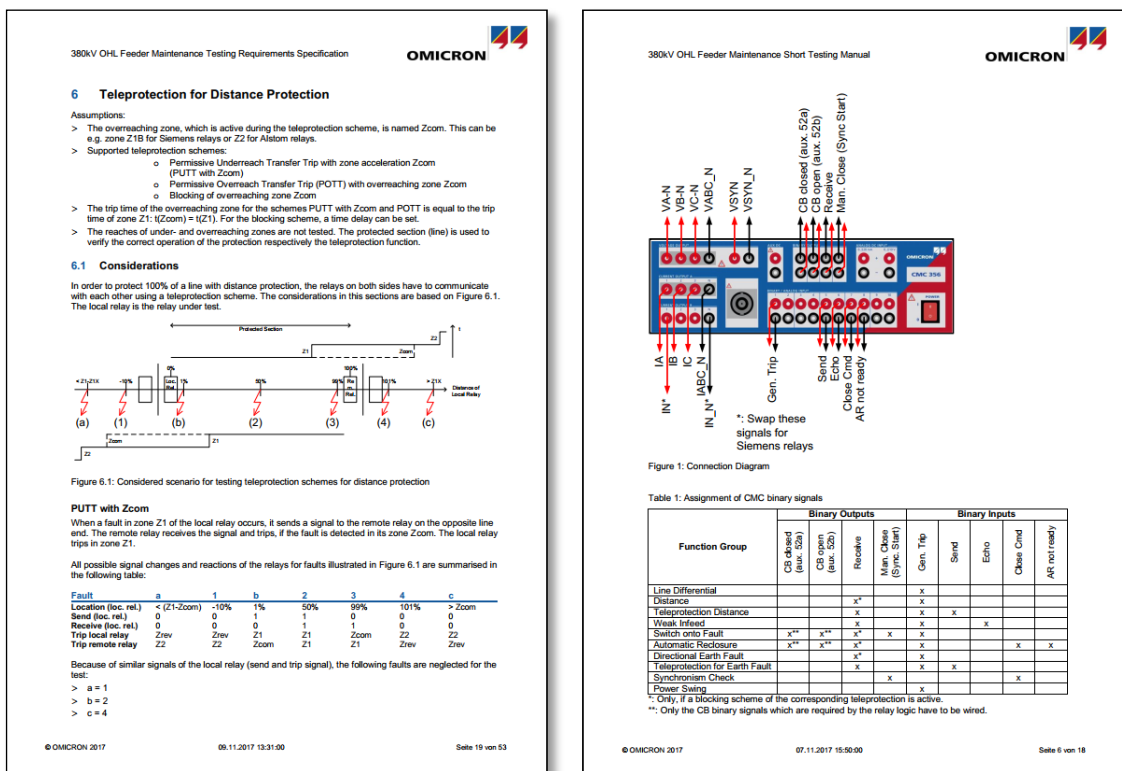 380kV OHL Feeder Maintenance Testing Requirements Specification
OMICRON
6 Teleprotection for Distance Protection
Assumptions:
> The overreaching zone, which is active during the teleprotection scheme, is named Zcom. This can be
e.g. zone Z1B for Siemens relays or Z2 for Alstom relays.
> Supported teleprotection schemes:
o Permissive Underreach Transfer Trip with zone acceleration Zcom
(PUTT with Zcom)
o Permissive Overreach Transfer Trip (POTT) with overreaching zone Zcom
o Blocking of overreaching zone Zcom
> The trip time of the overreaching zone for the schemes PUTT with Zcom and POTT is equal to the trip
time of zone Z1: t(Zcom) = t(Z1). For the blocking scheme, a time delay can be set.
> The reaches of under- and overreaching zones are not tested. The protected section (line) is used to
verify the correct operation of the protection respectively the teleprotection function.
6.1 Considerations
In order to protect 100% of a line with distance protection, the relays on both sides have to communicate
with each other using a teleprotection scheme. The considerations in this sections are based on Figure 6.1.
The local relay is the relay under test.
Protected Section
t
Z2
Z1
Zcom
0%
100%
< Z1-Z1X
-10%
Loc. Rel.
1%
50%
99%
Rem. Rel.
101%
> Z1X
Distance of
Local Relay
(a) (1) (b) (2) (3) (4) (c)
Zcom
Z1
Z2
Figure 6.1: Considered scenario for testing teleprotection schemes for distance protection
PUTT with Zcom
When a fault in zone Z1 of the local relay occurs, it sends a signal to the remote relay on the opposite line
end. The remote relay receives the signal and trips, if the fault is detected in its zone Zcom. The local relay
trips in zone Z1.
All possible signal changes and reactions of the relays for faults illustrated in Figure 6.1 are summarised in
the following table:
Fault a 1 b 2 3 4 c
Location (loc. rel.) < (Z1-Zcom) -10% 1% 50% 99% 101% > Zcom
Send (loc. rel.) 0 0 1 1 0 0 0
Receive (loc. rel.) 0 0 0 1 1 0 0
Trip local relay Zrev Zrev Z1 Z1 Zcom Z2 Z2
Trip remote relay Z2 Z2 Zcom Z1 Z1 Zrev Zrev
Because of similar signals of the local relay (send and trip signal), the following faults are neglected for the
test:
> a = 1
> b = 2
> c = 4
© OMICRON 2017 09.11.2017 13:31:00 Seite 19 von 53
380kV OHL Feeder Maintenance Short Testing Manual
OMICRON
VA-N
VB-N
VC-N
VABC_N
VSYN
VSYN_N
CB closed (aux. 52a)
CB open (aux. 52b)
Receive
Man. Close (Sync Start)
OMICRON
CMC 356
POWER
IA
IN*
IB
IC
IABC_N
IN_N*
Gen. Trip
Send
Echo
Close Cmd
AR not ready
*: Swap these
signals for
Siemens relays
Figure 1: Connection Diagram
Table 1: Assignment of CMC binary signals
Function Group
Binary Outputs Binary Inputs
CB closed (aux. 52a)
CB open (aux. 52b)
Receive
Man. Close (Sync. Start)
Gen. Trip
Send
Echo
Close Cmd
AR not ready
Line Differential x
Distance x* x
Teleprotection Distance x x x
Weak Infeed x x x
Switch onto Fault x** x** x* x x
Automatic Reclosure x** x** x* x x x
Directional Earth Fault x* x
Teleprotection for Earth Fault x x x
Synchronism Check x x
Power Swing x
*: Only, if a blocking scheme of the corresponding teleprotection is active.
**: Only the CB binary signals which are required by the relay logic have to be wired.
© OMICRON 2017 07.11.2017 15:50:00 Seite 6 von 18